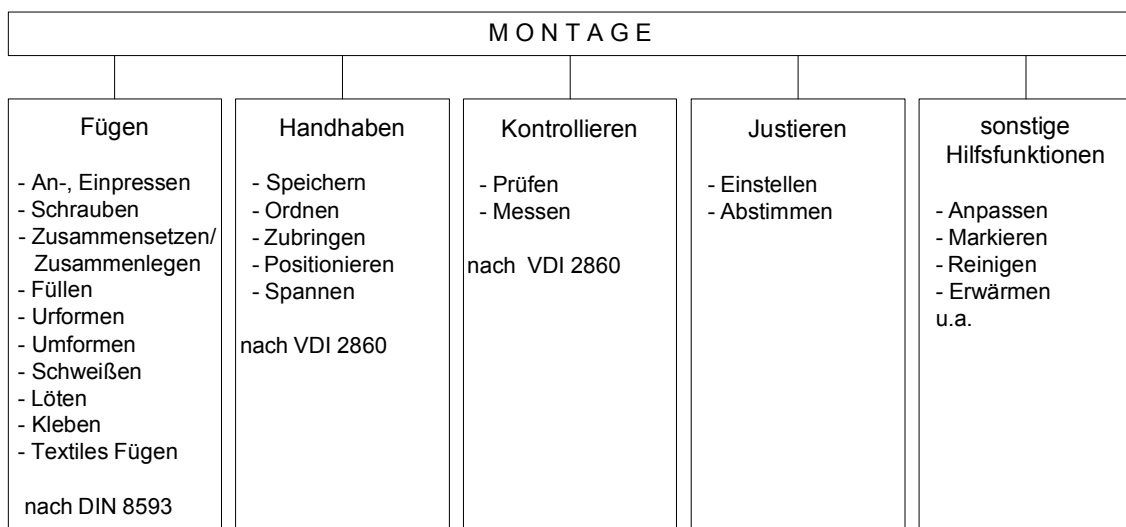 M O N T A G E
Fügen
- An-, Einpressen
- Schrauben
- Zusammensetzen/
Zusammenlegen
- Füllen
- Urformen
- Umformen
- Schweißen
- Löten
- Kleben
- Textiles Fügen
nach DIN 8593
Handhaben
- Speichern
- Ordnen
- Zubringen
- Positionieren
- Spannen
nach VDI 2860
Kontrollieren
- Prüfen
- Messen
nach VDI 2860
Justieren
- Einstellen
- Abstimmen
sonstige
Hilfsfunktionen
- Anpassen
- Markieren
- Reinigen
- Erwärmen
u.a.